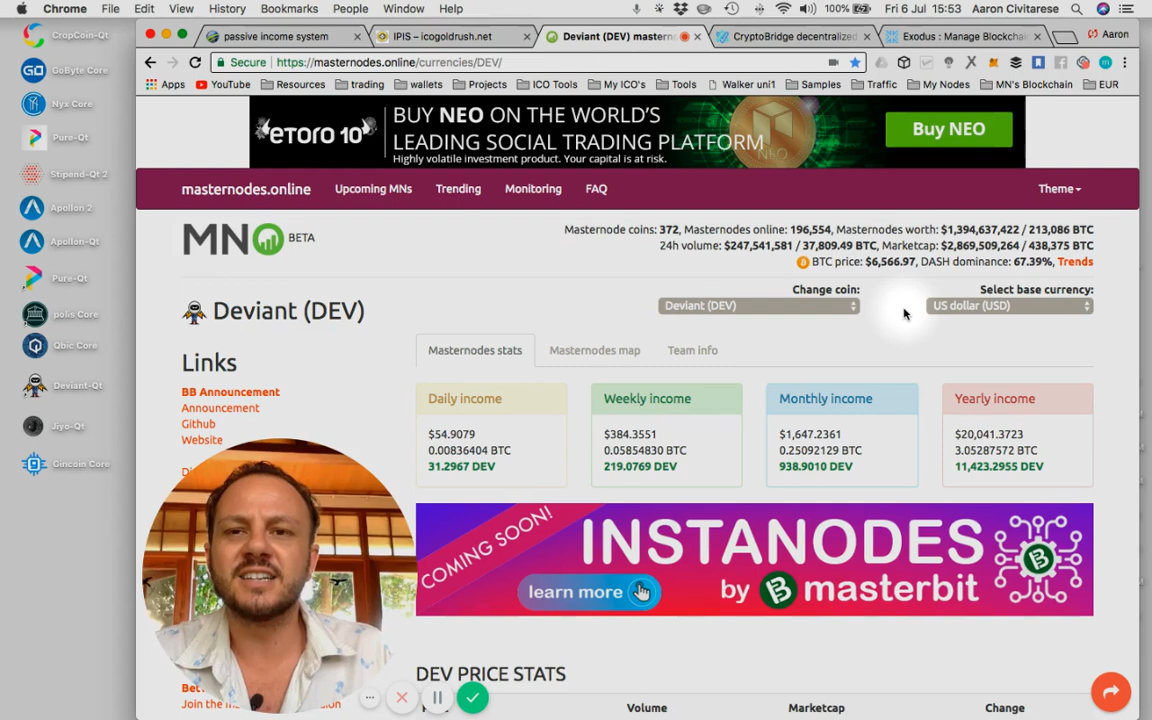 Chrome File Edit View History Bookmarks People Window Help 100% Fri 6 Jul 15:53 Aaron Civitarese
passive income system
IPIS – icogoldrush.net
Deviant (DEV) mastern
CryptoBridge decentralized
Exodus : Manage Blockchai
Aaron
Secure https://masternodes.online/currencies/DEV/
Apps YouTube Resources trading wallets Projects ICO Tools My ICO's Tools Walker uni1 Samples Traffic My Nodes MN's Blockchain EUR
CropCoin-Qt
GoByte Core
Nyx Core
Pure-Qt
Stipend-Qt 2
Apollon 2
Apollon-Qt
Pure-Qt
polis Core
Qbic Core
Deviant-Qt
Jiyo-Qt
Gincoin Core
eToro 10
BUY NEO ON THE WORLD'S
LEADING SOCIAL TRADING PLATFORM
Highly volatile investment product. Your capital is at risk.
NEO
Buy NEO
masternodes.online Upcoming MNs Trending Monitoring FAQ Theme
MNO BETA
Masternode coins: 372, Masternodes online: 196,554, Masternodes worth: $1,394,637,422 / 213,086 BTC
24h volume: $247,541,581 / 37,809.49 BTC, Marketcap: $2,869,509,264 / 438,375 BTC
BTC price: $6,566.97, DASH dominance: 67.39%, Trends
Change coin: Select base currency:
Deviant (DEV) US dollar (USD)
Deviant (DEV)
Links
BB Announcement
Announcement
Github
Website
Masternodes stats Masternodes map Team info
Daily income
$54.9079
0.00836404 BTC
31.2967 DEV
Weekly income
$384.3551
0.05854830 BTC
219.0769 DEV
Monthly income
$1,647.2361
0.25092129 BTC
938.9010 DEV
Yearly income
$20,041.3723
3.05287572 BTC
11,423.2955 DEV
COMING SOON!
INSTANODES
learn more
by B masterbit
DEV PRICE STATS
Volume Marketcap Change
Bet
Join the